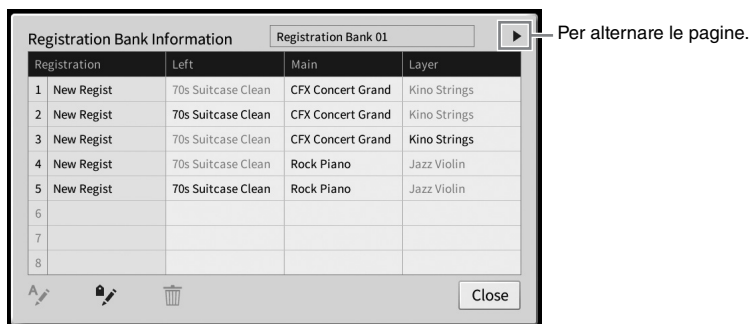 Registration Bank Information
Registration Bank 01
Per alternare le pagine.
Registration Left Main Layer
1 New Regist 70s Suitcase Clean CFX Concert Grand Kino Strings
2 New Regist 70s Suitcase Clean CFX Concert Grand Kino Strings
3 New Regist 70s Suitcase Clean CFX Concert Grand Kino Strings
4 New Regist 70s Suitcase Clean Rock Piano Jazz Violin
5 New Regist 70s Suitcase Clean Rock Piano Jazz Violin
6
7
8
A
Close